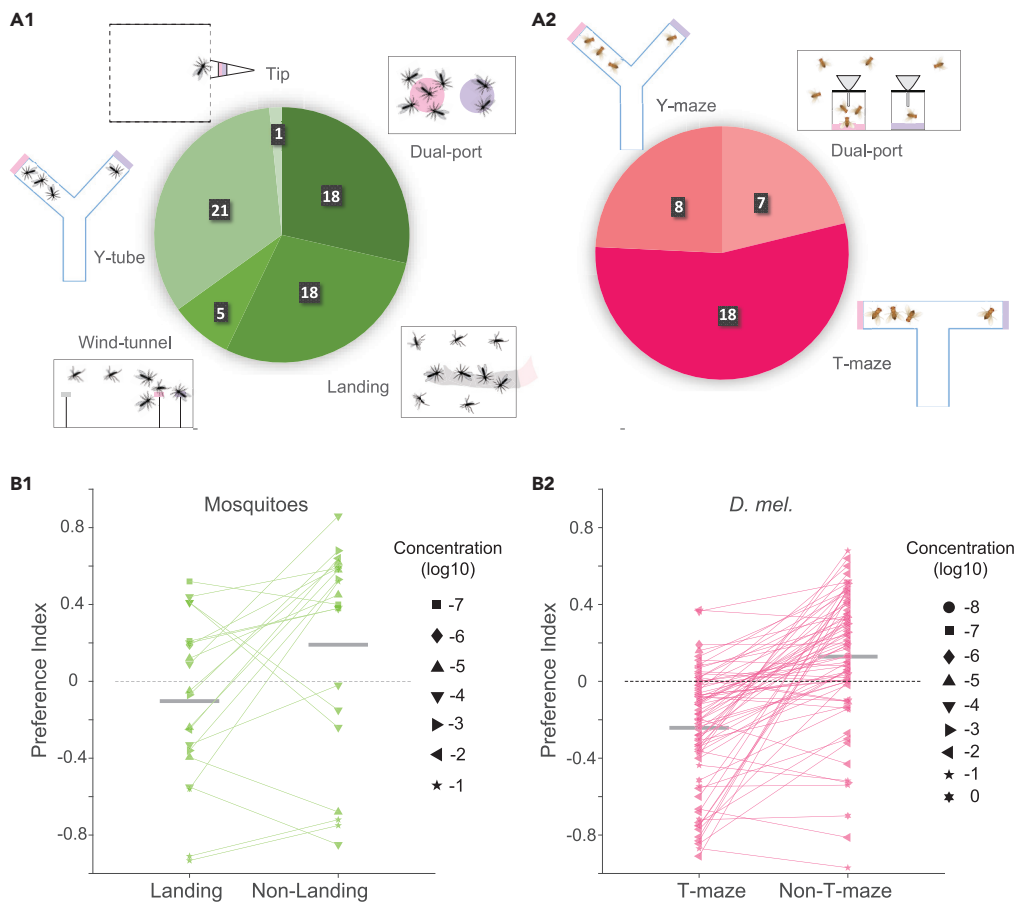 A1
Tip
Dual-port
1
18
21
18
5
Y-tube
Wind-tunnel
Landing
A2
Y-maze
Dual-port
8
7
18
T-maze
B1
Mosquitoes
Preference Index
0.8
0.4
0
-0.4
-0.8
Landing
Non-Landing
Concentration
(log10)
-7
-6
-5
-4
-3
-2
-1
B2
D. mel.
Preference Index
0.8
0.4
0
-0.4
-0.8
T-maze
Non-T-maze
Concentration
(log10)
-8
-7
-6
-5
-4
-3
-2
-1
0